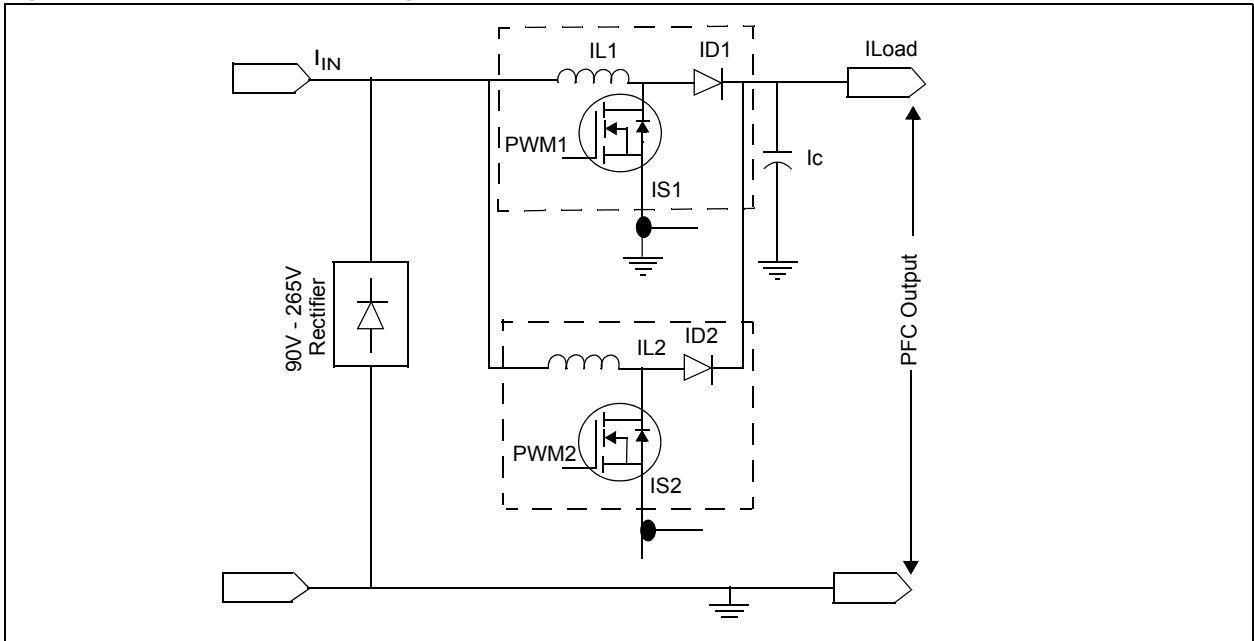 IL1
ID1
ILoad
IIN
PWM1
Ic
IS1
90V - 265V
Rectifier
PFC Output
ID2
IL2
PWM2
IS2